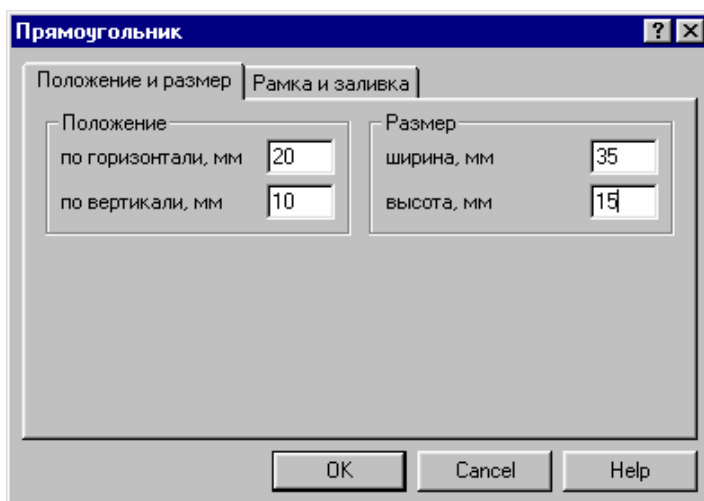 Прямоугольник
Положение и размер Рамка и заливка
Положение
по горизонтали, мм 20
по вертикали, мм 10
Размер
ширина, мм 35
высота, мм 15
OK Cancel Help